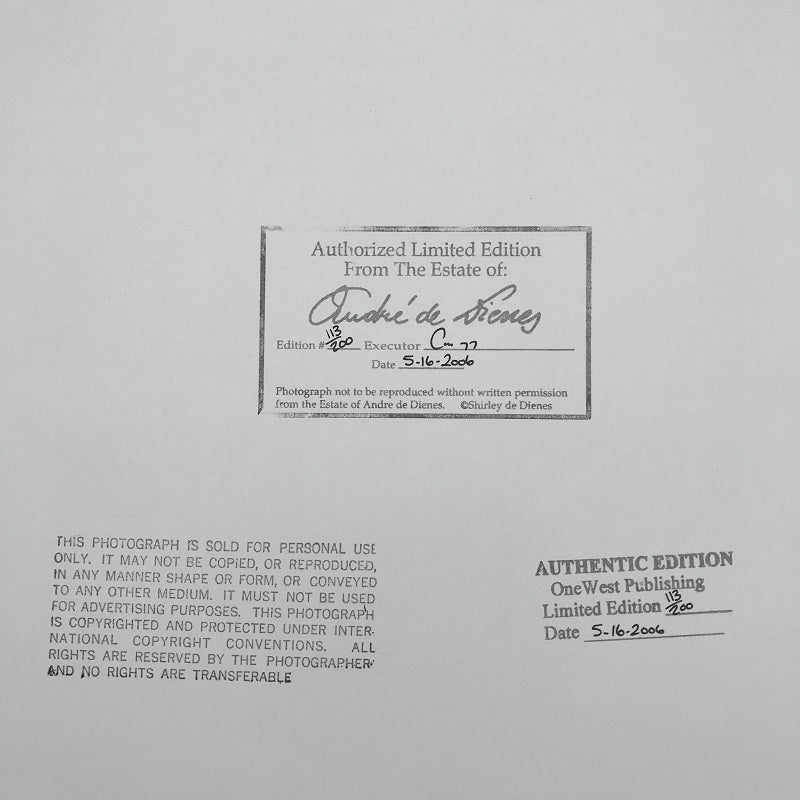 Authorized Limited Edition
From The Estate of:
André de Dienes
Edition # 113/200 Executor
Date 5-16-2006
Photograph not to be reproduced without written permission
from the Estate of Andre de Dienes. ©Shirley de Dienes
THIS PHOTOGRAPH IS SOLD FOR PERSONAL USE
ONLY. IT MAY NOT BE COPIED, OR REPRODUCED,
IN ANY MANNER SHAPE OR FORM, OR CONVEYED
TO ANY OTHER MEDIUM. IT MUST NOT BE USED
FOR ADVERTISING PURPOSES. THIS PHOTOGRAPH
IS COPYRIGHTED AND PROTECTED UNDER INTER-
NATIONAL COPYRIGHT CONVENTIONS. ALL
RIGHTS ARE RESERVED BY THE PHOTOGRAPHER
AND NO RIGHTS ARE TRANSFERABLE
AUTHENTIC EDITION
OneWest Publishing
Limited Edition 113/200
Date 5-16-2006